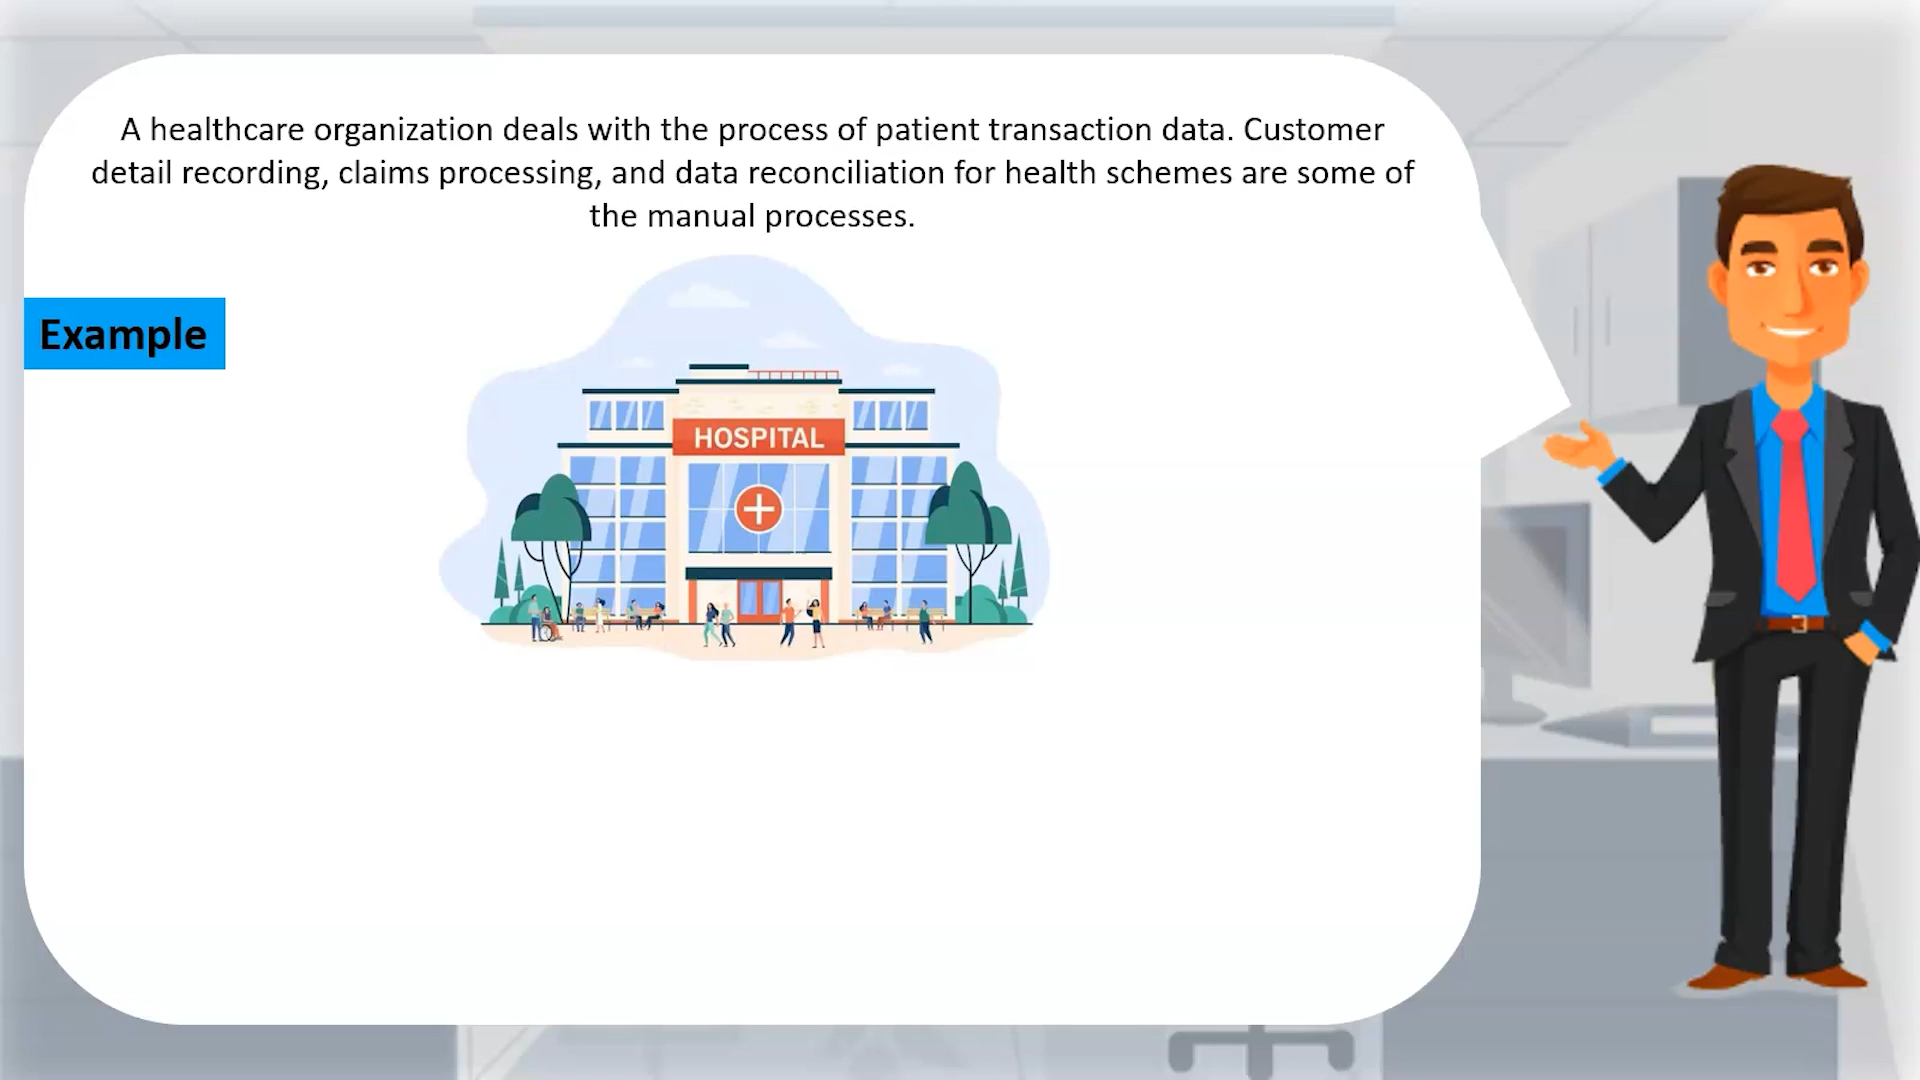 A healthcare organization deals with the process of patient transaction data. Customer
detail recording, claims processing, and data reconciliation for health schemes are some of
the manual processes.
Example
HOSPITAL